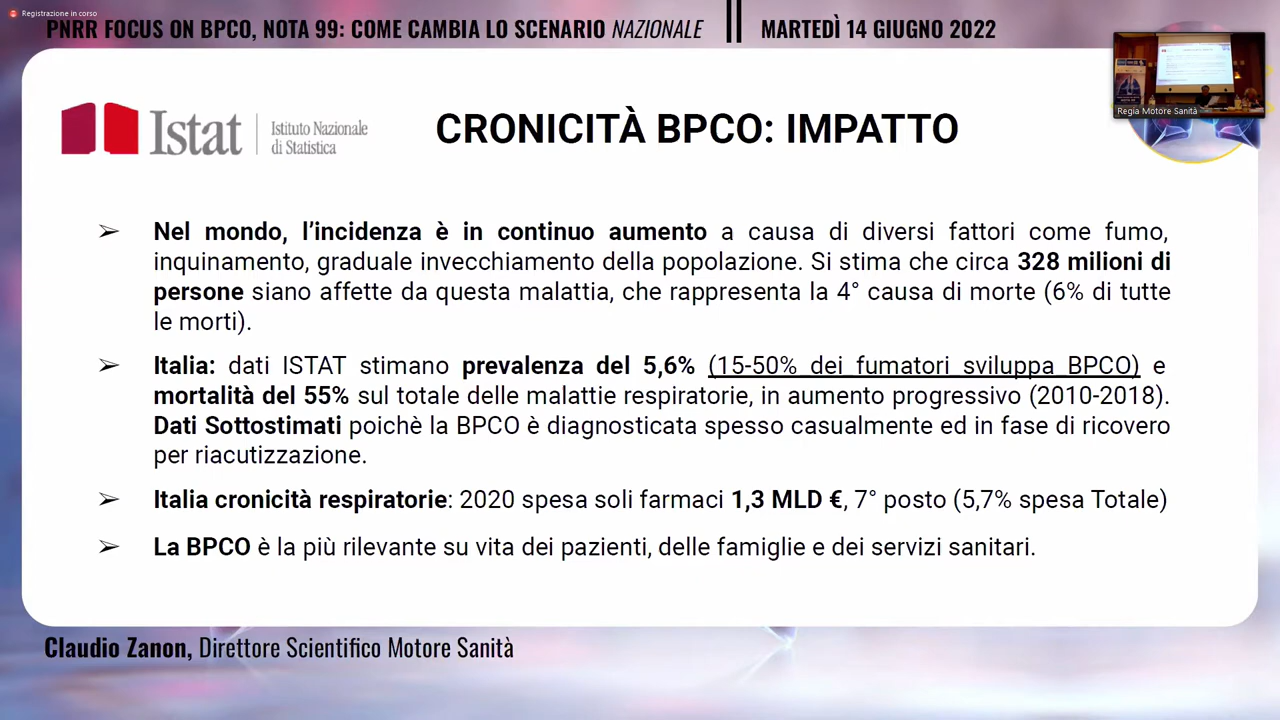 Registrazione in corso
PNRR FOCUS ON BPCO, NOTA 99: COME CAMBIA LO SCENARIO NAZIONALE
MARTEDÌ 14 GIUGNO 2022
Regia Motore Sanità
Istat
Istituto Nazionale
di Statistica
CRONICITÀ BPCO: IMPATTO
➢ Nel mondo, l'incidenza è in continuo aumento a causa di diversi fattori come fumo,
inquinamento, graduale invecchiamento della popolazione. Si stima che circa 328 milioni di
persone siano affette da questa malattia, che rappresenta la 4° causa di morte (6% di tutte
le morti).
➢ Italia: dati ISTAT stimano prevalenza del 5,6% (15-50% dei fumatori sviluppa BPCO) e
mortalità del 55% sul totale delle malattie respiratorie, in aumento progressivo (2010-2018).
Dati Sottostimati poichè la BPCO è diagnosticata spesso casualmente ed in fase di ricovero
per riacutizzazione.
➢ Italia cronicità respiratorie: 2020 spesa soli farmaci 1,3 MLD €, 7° posto (5,7% spesa Totale)
➢ La BPCO è la più rilevante su vita dei pazienti, delle famiglie e dei servizi sanitari.
Claudio Zanon, Direttore Scientifico Motore Sanità